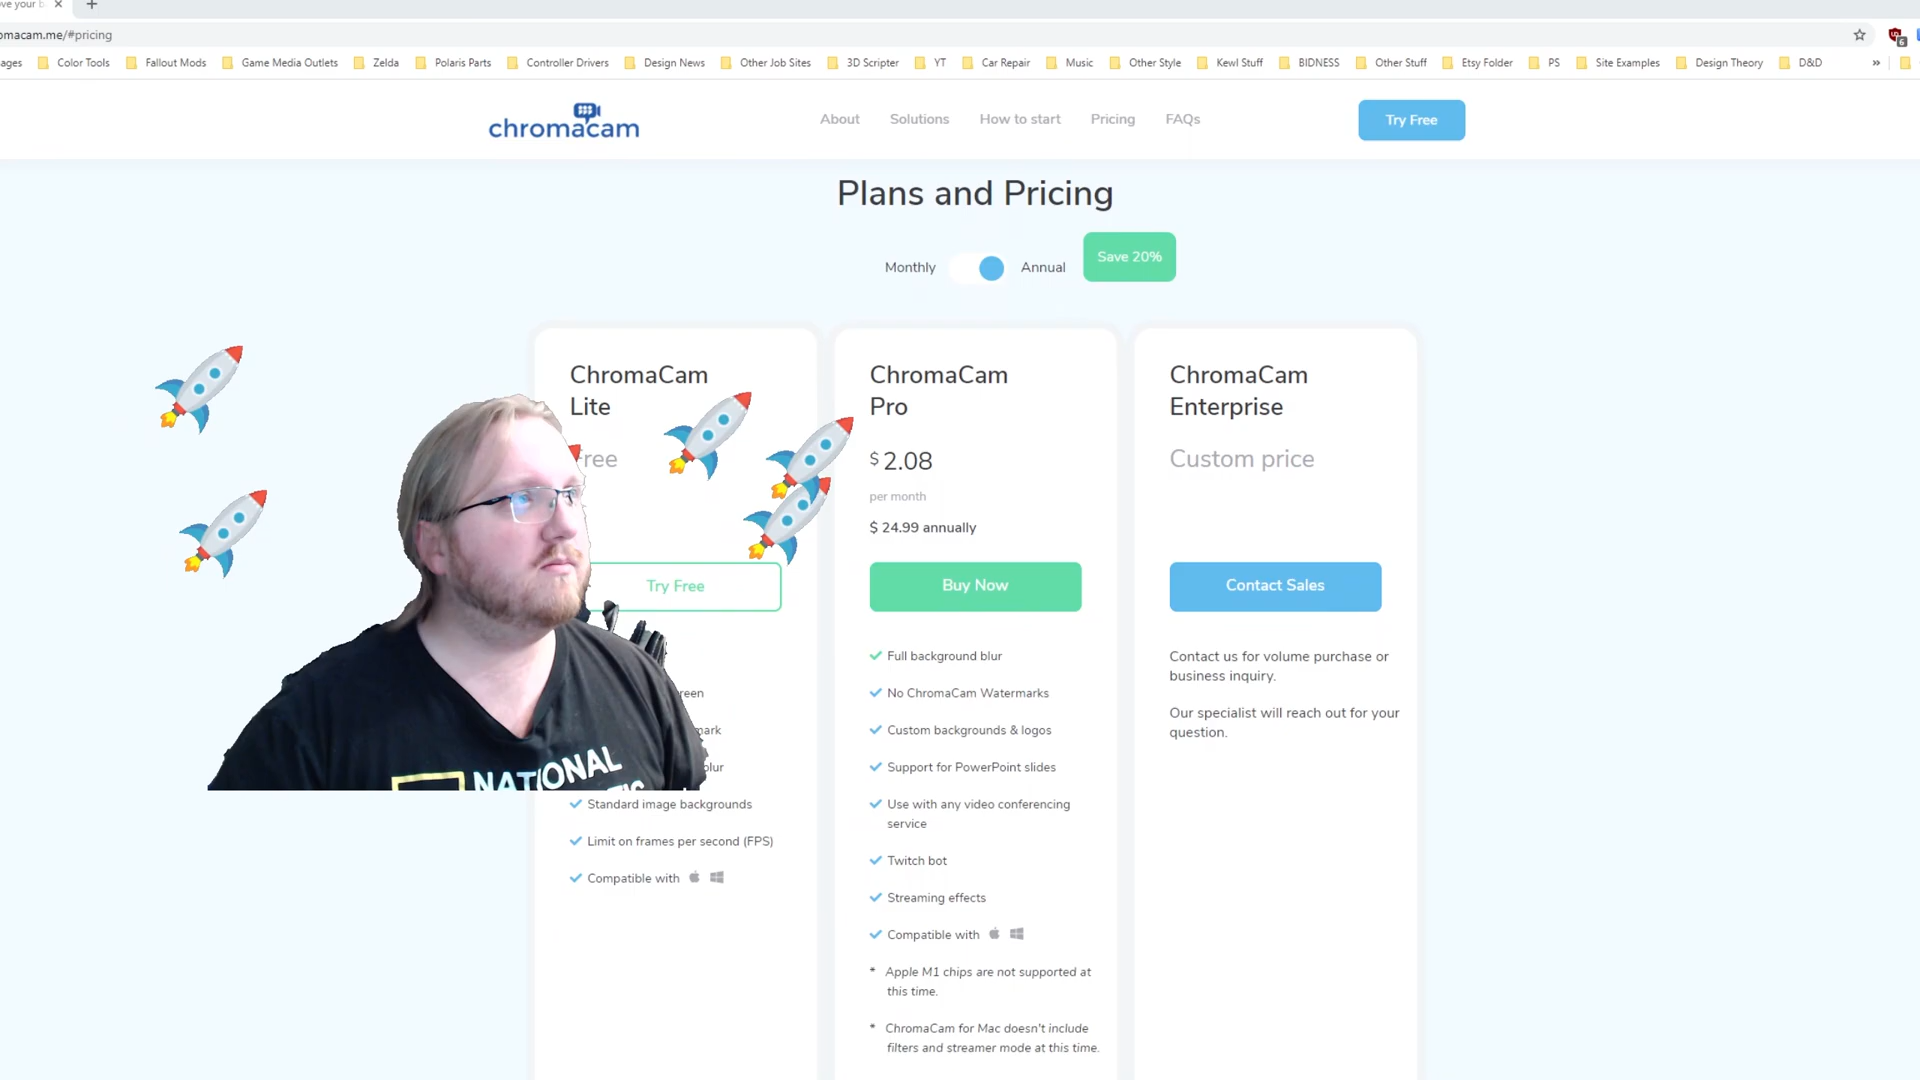 omacam.me/#pricing
ages Color Tools Fallout Mods Game Media Outlets Zelda Polaris Parts Controller Drivers Design News Other Job Sites 3D Scripter YT Car Repair Music Other Style Kewl Stuff BIDNESS Other Stuff Etsy Folder PS Site Examples Design Theory D&D »
chromacam About Solutions How to start Pricing FAQs Try Free
Plans and Pricing
Monthly Annual Save 20%
ChromaCam
Lite
Free
Try Free
reen
mark
olur
Standard image backgrounds
Limit on frames per second (FPS)
Compatible with
ChromaCam
Pro
$ 2.08
per month
$ 24.99 annually
Buy Now
Full background blur
No ChromaCam Watermarks
Custom backgrounds & logos
Support for PowerPoint slides
Use with any video conferencing
service
Twitch bot
Streaming effects
Compatible with
* Apple M1 chips are not supported at
this time.
* ChromaCam for Mac doesn't include
filters and streamer mode at this time.
ChromaCam
Enterprise
Custom price
Contact Sales
Contact us for volume purchase or
business inquiry.
Our specialist will reach out for your
question.
NATIONAL